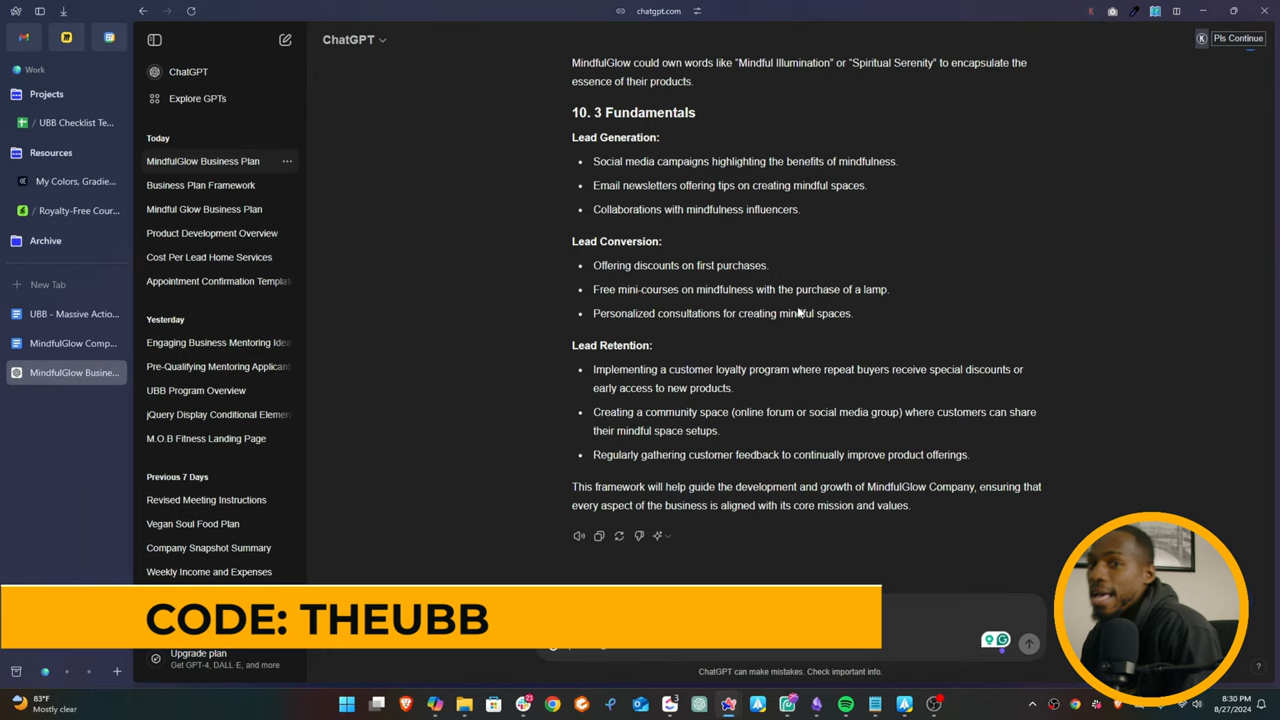 chatgpt.com
ChatGPT
Pls Continue
Work
Projects
UBB Checklist Te...
Resources
My Colors, Gradie...
/ Royalty-Free Cour...
Archive
New Tab
UBB - Massive Actio...
MindfulGlow Comp...
MindfulGlow Busine...
ChatGPT
Explore GPTs
Today
MindfulGlow Business Plan
Business Plan Framework
Mindful Glow Business Plan
Product Development Overview
Cost Per Lead Home Services
Appointment Confirmation Templat
Yesterday
Engaging Business Mentoring Idea
Pre-Qualifying Mentoring Applicant
UBB Program Overview
jQuery Display Conditional Elemen
M.O.B Fitness Landing Page
Previous 7 Days
Revised Meeting Instructions
Vegan Soul Food Plan
Company Snapshot Summary
Weekly Income and Expenses
Upgrade plan
Get GPT-4, DALL·E, and more
MindfulGlow could own words like “Mindful Illumination” or “Spiritual Serenity” to encapsulate the
essence of their products.
10. 3 Fundamentals
Lead Generation:
• Social media campaigns highlighting the benefits of mindfulness.
• Email newsletters offering tips on creating mindful spaces.
• Collaborations with mindfulness influencers.
Lead Conversion:
• Offering discounts on first purchases.
• Free mini-courses on mindfulness with the purchase of a lamp.
• Personalized consultations for creating mindful spaces.
Lead Retention:
• Implementing a customer loyalty program where repeat buyers receive special discounts or
early access to new products.
• Creating a community space (online forum or social media group) where customers can share
their mindful space setups.
• Regularly gathering customer feedback to continually improve product offerings.
This framework will help guide the development and growth of MindfulGlow Company, ensuring that
every aspect of the business is aligned with its core mission and values.
CODE: THEUBB
ChatGPT can make mistakes. Check important info.
83°F
Mostly clear
8:30 PM
8/27/2024